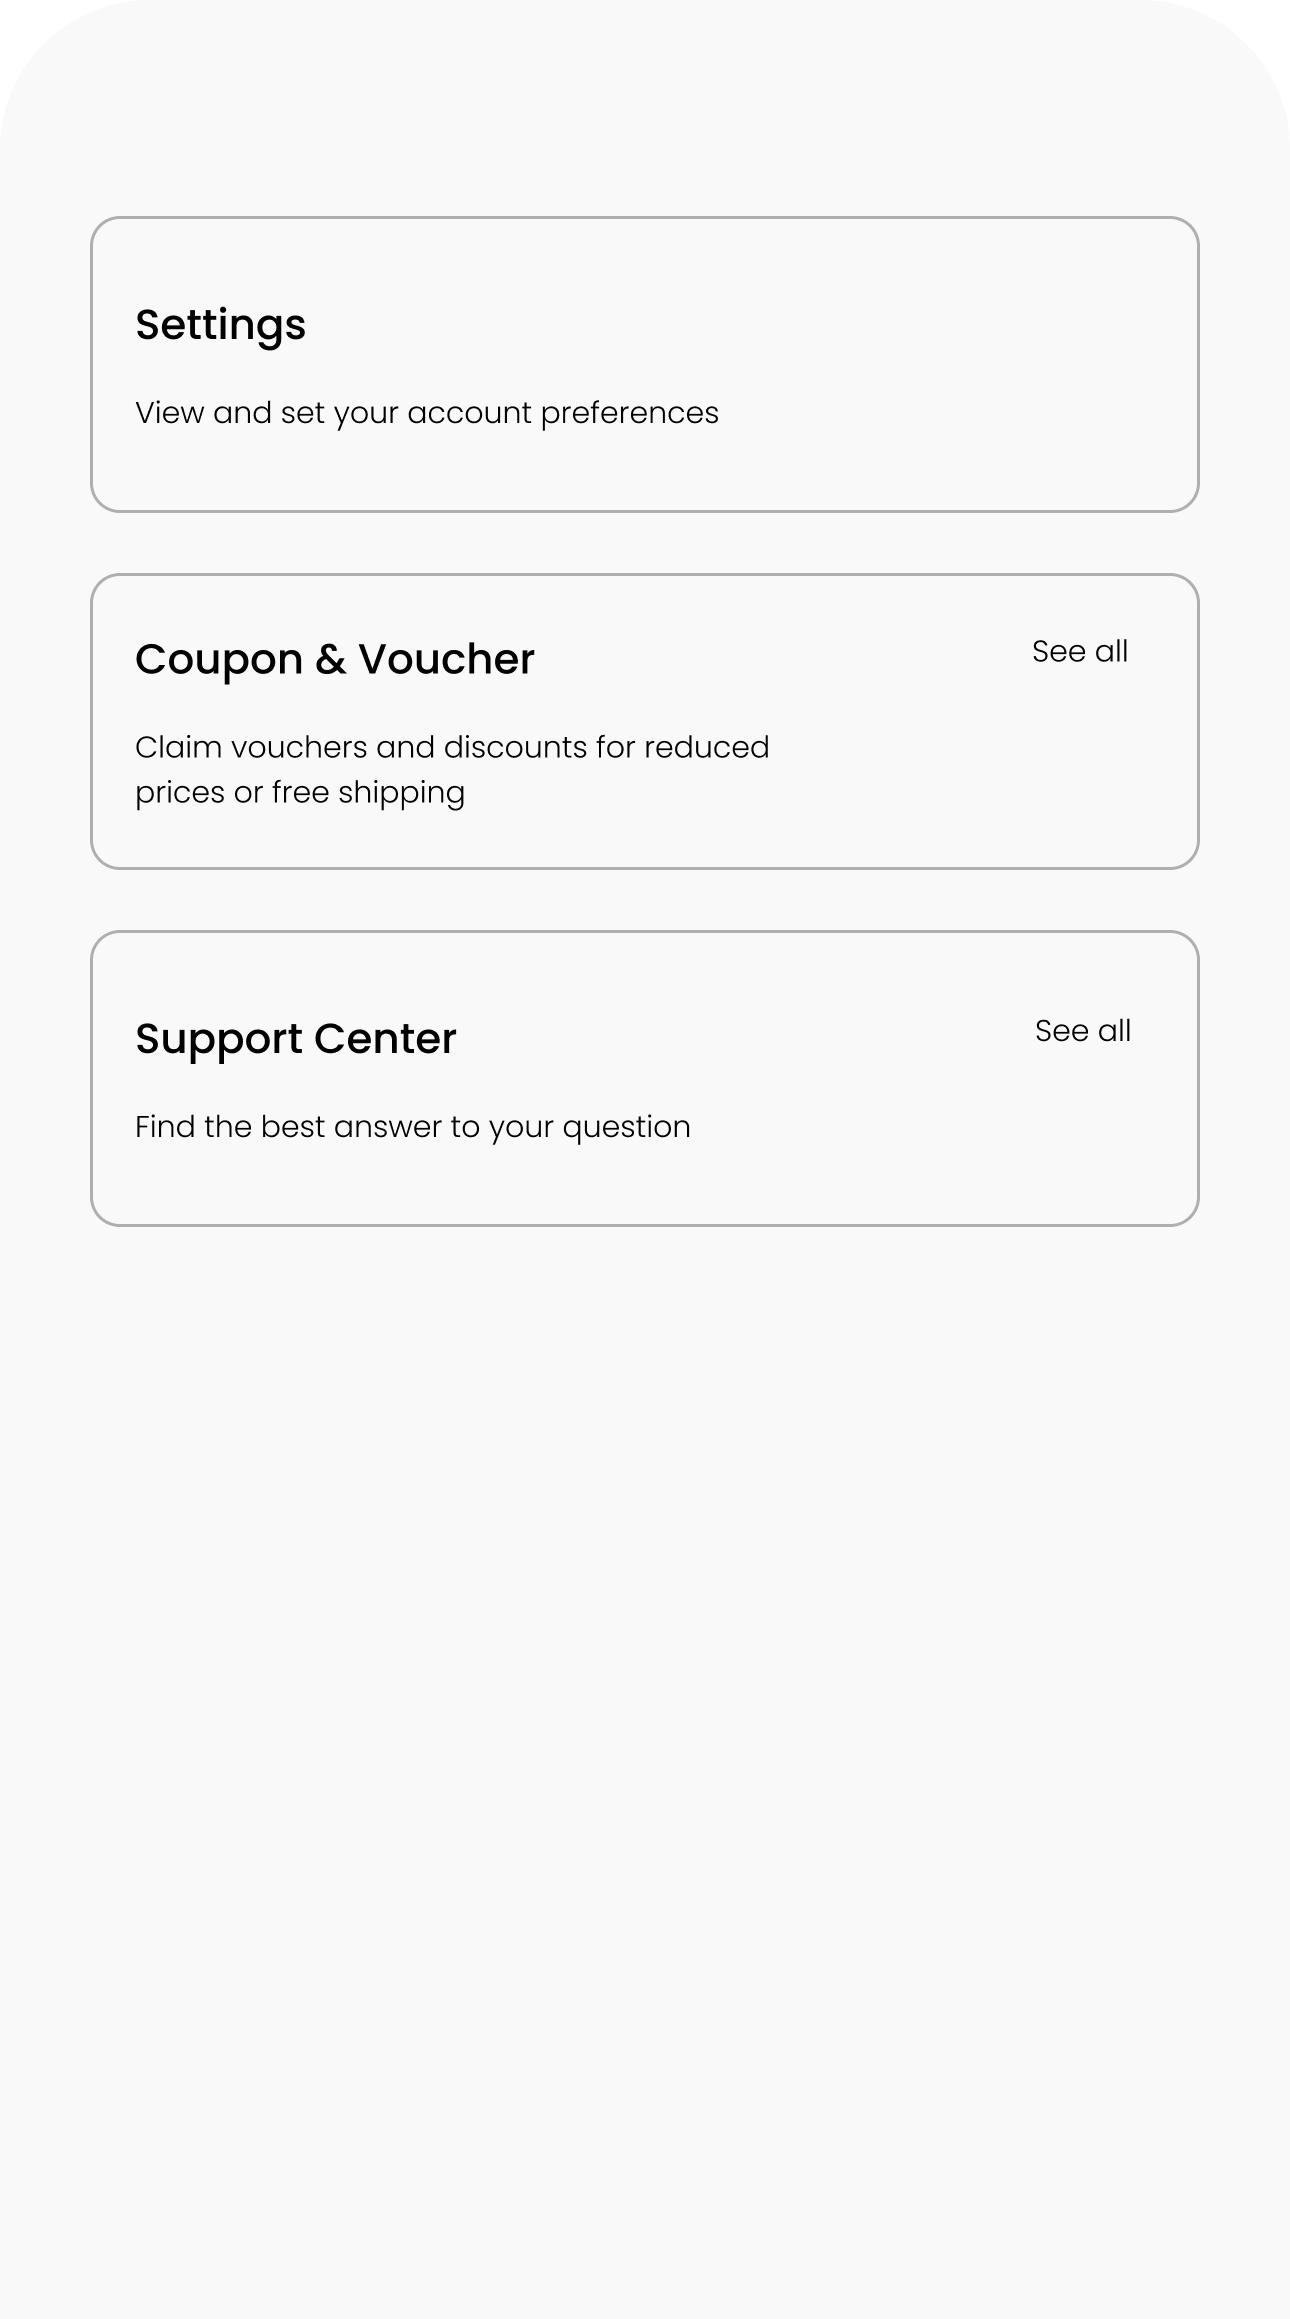 Settings
View and set your account preferences
Coupon & Voucher
See all
Claim vouchers and discounts for reduced
prices or free shipping
Support Center
See all
Find the best answer to your question